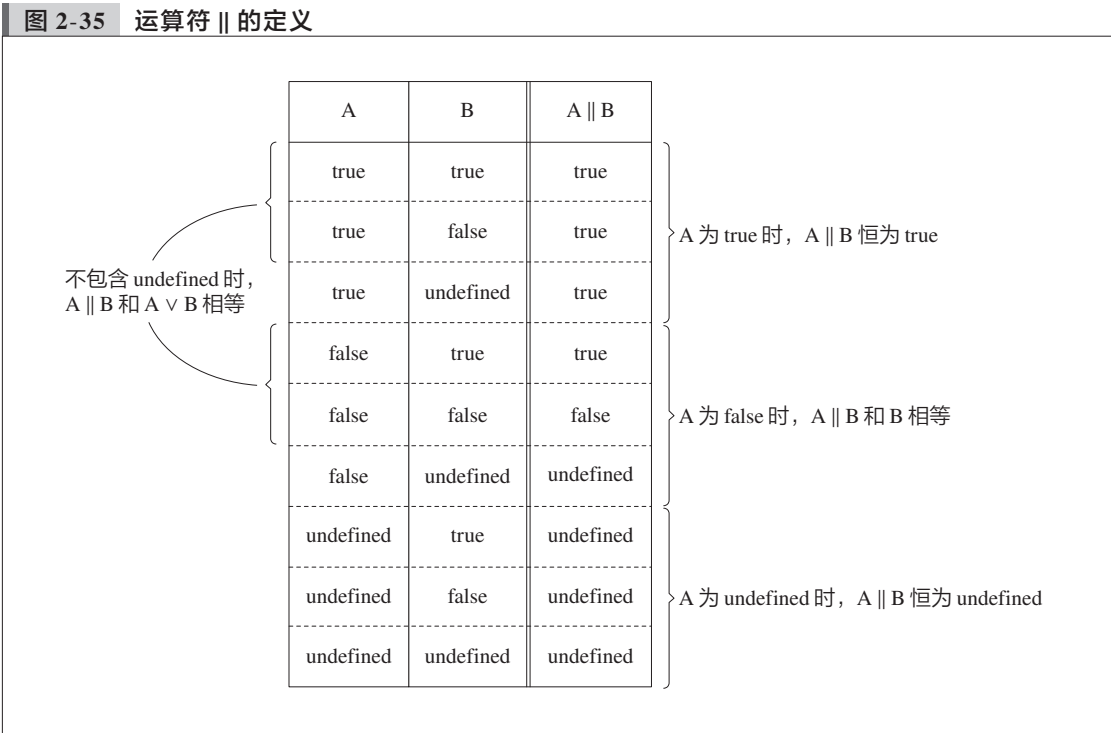 图 2-35 运算符 || 的定义
A B A || B
true true true
true false true
A 为 true 时，A || B 恒为 true
不包含 undefined 时，
A || B 和 A ∨ B 相等
true undefined true
false true true
false false false
A 为 false 时，A || B 和 B 相等
false undefined undefined
undefined true undefined
undefined false undefined
A 为 undefined 时，A || B 恒为 undefined
undefined undefined undefined